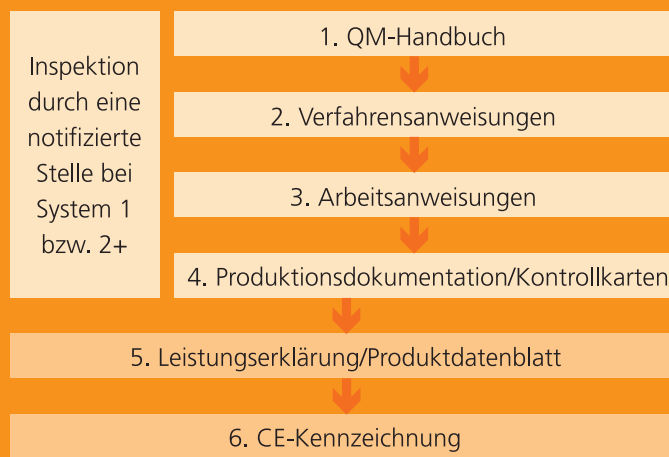 Inspektion
durch eine
notifizierte
Stelle bei
System 1
bzw. 2+
1. QM-Handbuch
2. Verfahrensanweisungen
3. Arbeitsanweisungen
4. Produktionsdokumentation/Kontrollkarten
5. Leistungserklärung/Produktdatenblatt
6. CE-Kennzeichnung